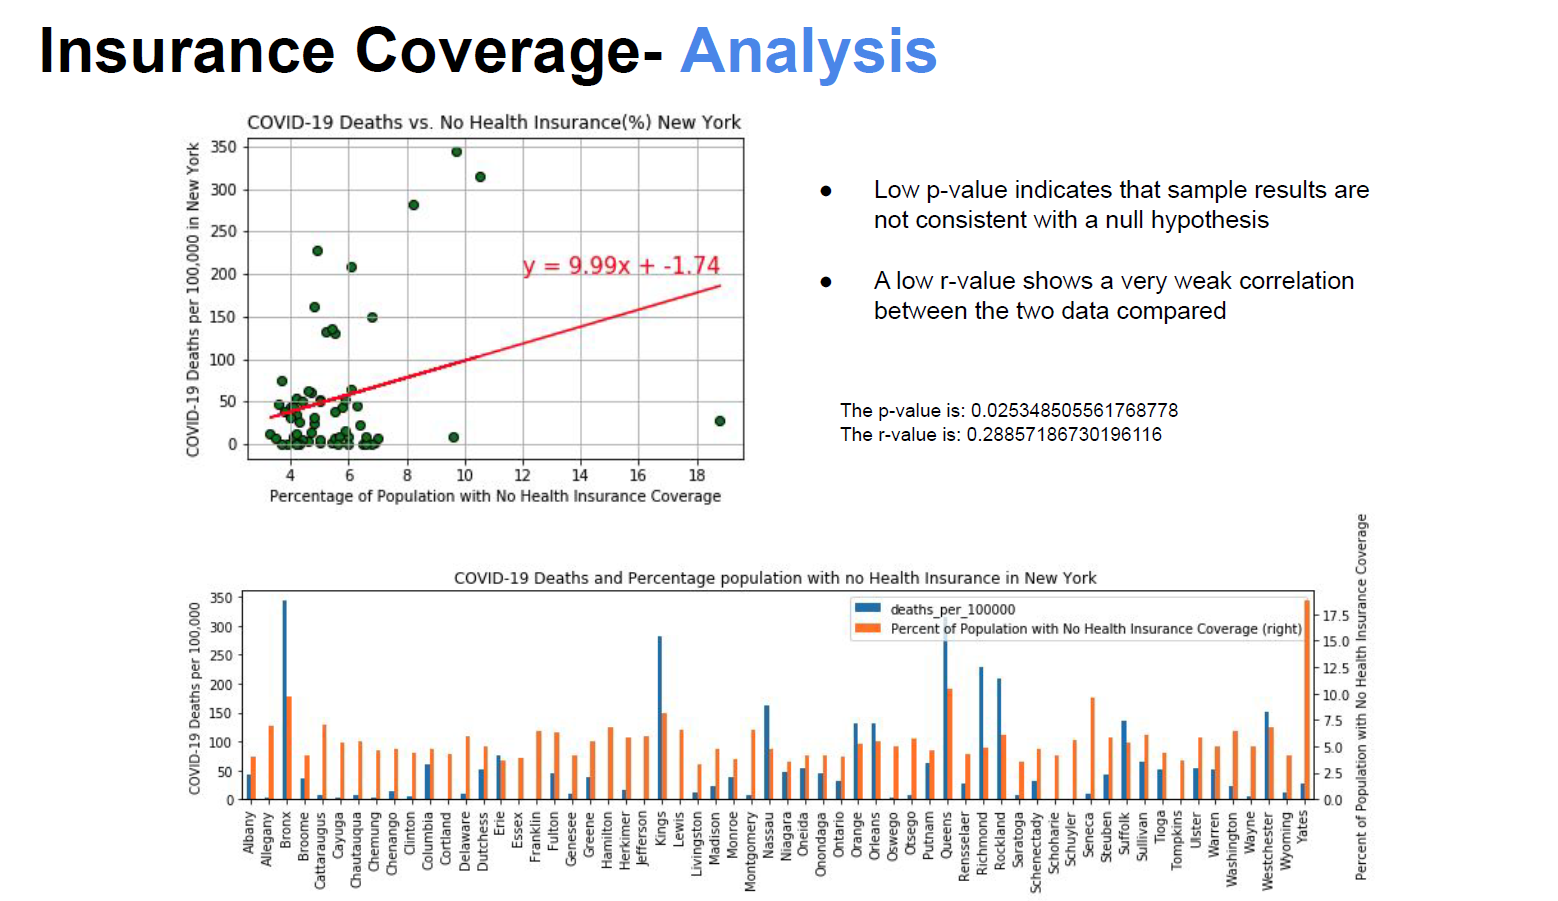 Insurance Coverage- Analysis
COVID-19 Deaths vs. No Health Insurance(%) New York
COVID-19 Deaths per 100,000 in New York
350
300
250
200
150
100
50
0
y = 9.99x + -1.74
4 6 8 10 12 14 16 18
Percentage of Population with No Health Insurance Coverage
● Low p-value indicates that sample results are
not consistent with a null hypothesis
● A low r-value shows a very weak correlation
between the two data compared
The p-value is: 0.025348505561768778
The r-value is: 0.28857186730196116
COVID-19 Deaths and Percentage population with no Health Insurance in New York
COVID-19 Deaths per 100,000
350
300
250
200
150
100
50
0
deaths_per_100000
Percent of Population with No Health Insurance Coverage (right)
17.5
15.0
12.5
10.0
7.5
5.0
2.5
0.0
Percent of Population with No Health Insurance Coverage
Albany
Allegany
Bronx
Broome
Cattaraugus
Cayuga
Chautauqua
Chemung
Chenango
Clinton
Columbia
Cortland
Delaware
Dutchess
Erie
Essex
Franklin
Fulton
Genesee
Greene
Hamilton
Herkimer
Jefferson
Kings
Lewis
Livingston
Madison
Monroe
Montgomery
Nassau
Niagara
Oneida
Onondaga
Ontario
Orange
Orleans
Oswego
Otsego
Putnam
Queens
Rensselaer
Richmond
Rockland
Saratoga
Schenectady
Schoharie
Schuyler
Seneca
Steuben
Suffolk
Sullivan
Tioga
Tompkins
Ulster
Warren
Washington
Wayne
Westchester
Wyoming
Yates